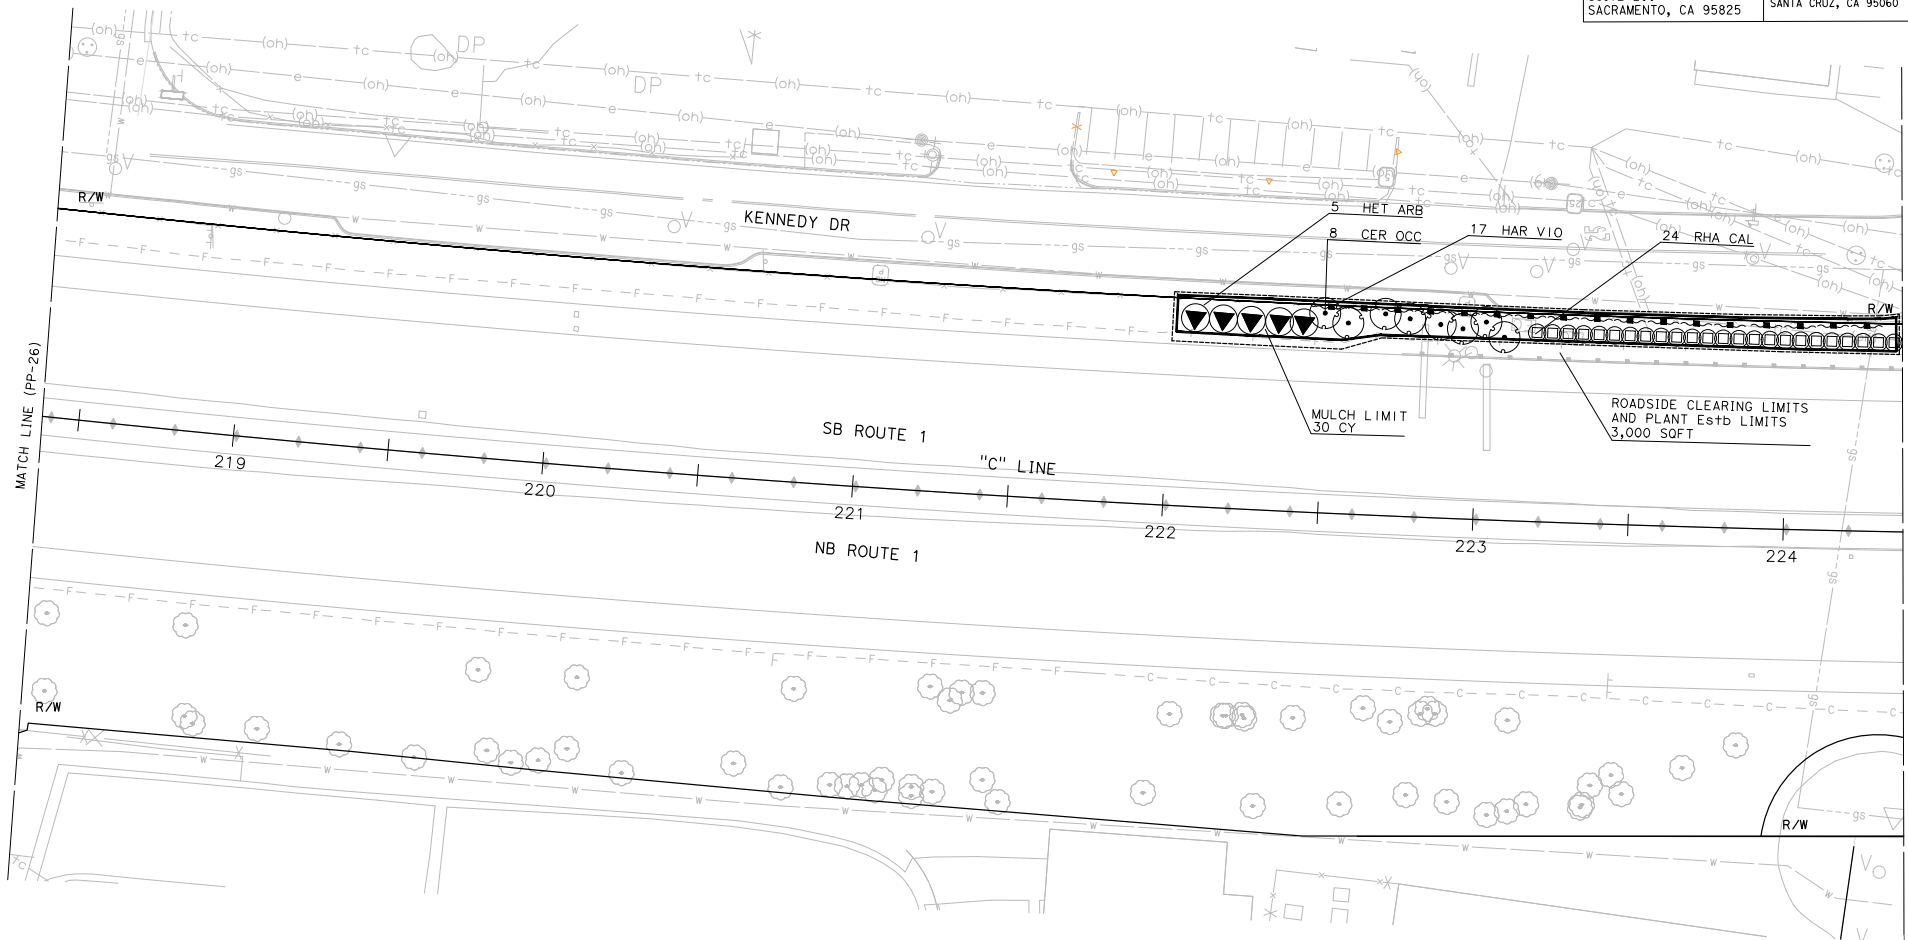 SACRAMENTO, CA 95825
SANTA CRUZ, CA 95060
DP
DP
R/W
KENNEDY DR
5 HET ARB
8 CER OCC
17 HAR VIO
24 RHA CAL
R/W
MATCH LINE (PP-26)
MULCH LIMIT
30 CY
ROADSIDE CLEARING LIMITS
AND PLANT Estb LIMITS
3,000 SQFT
SB ROUTE 1
"C" LINE
219
220
221
222
223
224
NB ROUTE 1
R/W
R/W